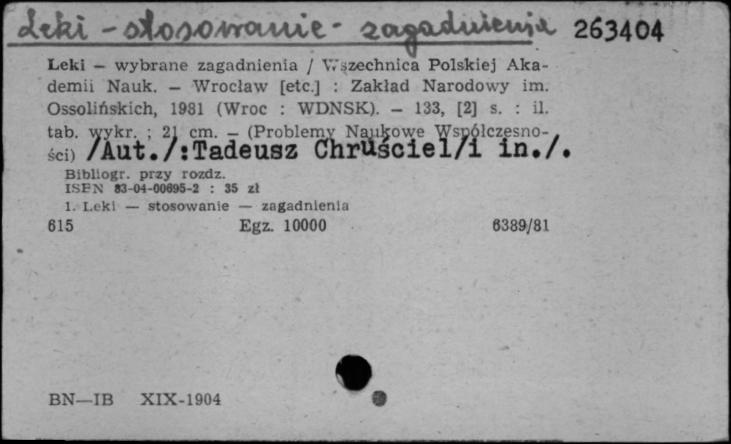 Leki - stosowanie - zagadnienia 263404
Leki — wybrane zagadnienia / Wszechnica Polskiej Aka-
demii Nauk. — Wrocław [etc.] : Zakład Narodowy im.
Ossolińskich, 1981 (Wroc : WDNSK). — 133, [2] s. : il.
tab. wykr. ; 21 cm. — (Problemy Naukowe Współczesno-
ści) /Aut./:Tadeusz Chruściel/i in./.
Bibliogr. przy rozdz.
ISBN 83-04-00695-2 : 35 zł
1. Leki — stosowanie — zagadnienia
615 Egz. 10000 6389/81
BN—IB XIX-1904